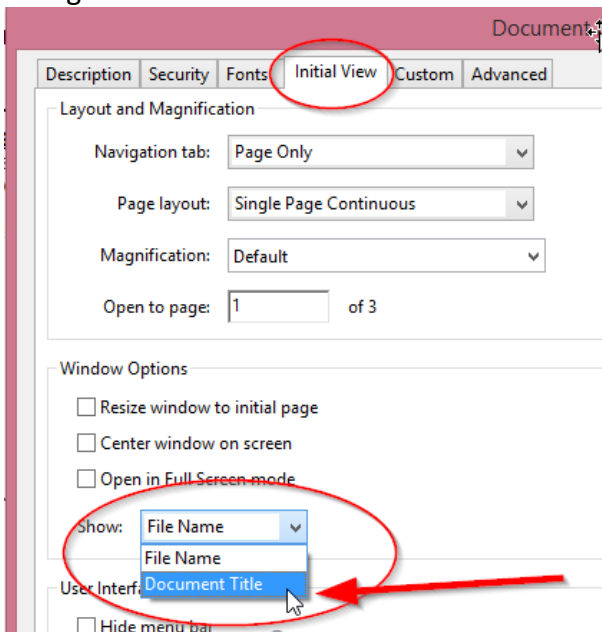 Document
Description Security Fonts Initial View Custom Advanced
Layout and Magnification
Navigation tab: Page Only
Page layout: Single Page Continuous
Magnification: Default
Open to page: 1 of 3
Window Options
Resize window to initial page
Center window on screen
Open in Full Screen mode
Show: File Name
File Name
Document Title
User Interf
Hide menu bar